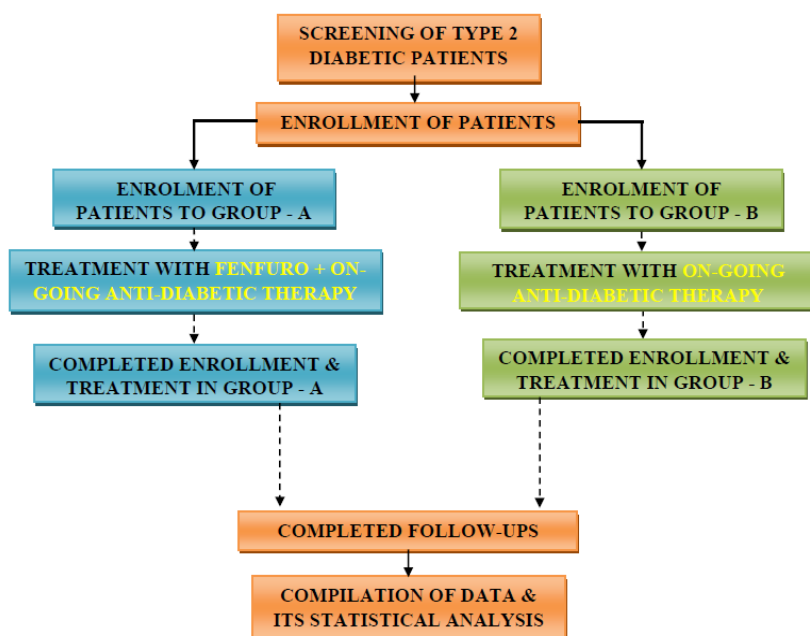 SCREENING OF TYPE 2
DIABETIC PATIENTS
ENROLLMENT OF PATIENTS
ENROLMENT OF
PATIENTS TO GROUP - A
ENROLMENT OF
PATIENTS TO GROUP - B
TREATMENT WITH FENFURO + ON-
GOING ANTI-DIABETIC THERAPY
TREATMENT WITH ON-GOING
ANTI-DIABETIC THERAPY
COMPLETED ENROLLMENT &
TREATMENT IN GROUP - A
COMPLETED ENROLLMENT &
TREATMENT IN GROUP - B
COMPLETED FOLLOW-UPS
COMPILATION OF DATA &
ITS STATISTICAL ANALYSIS